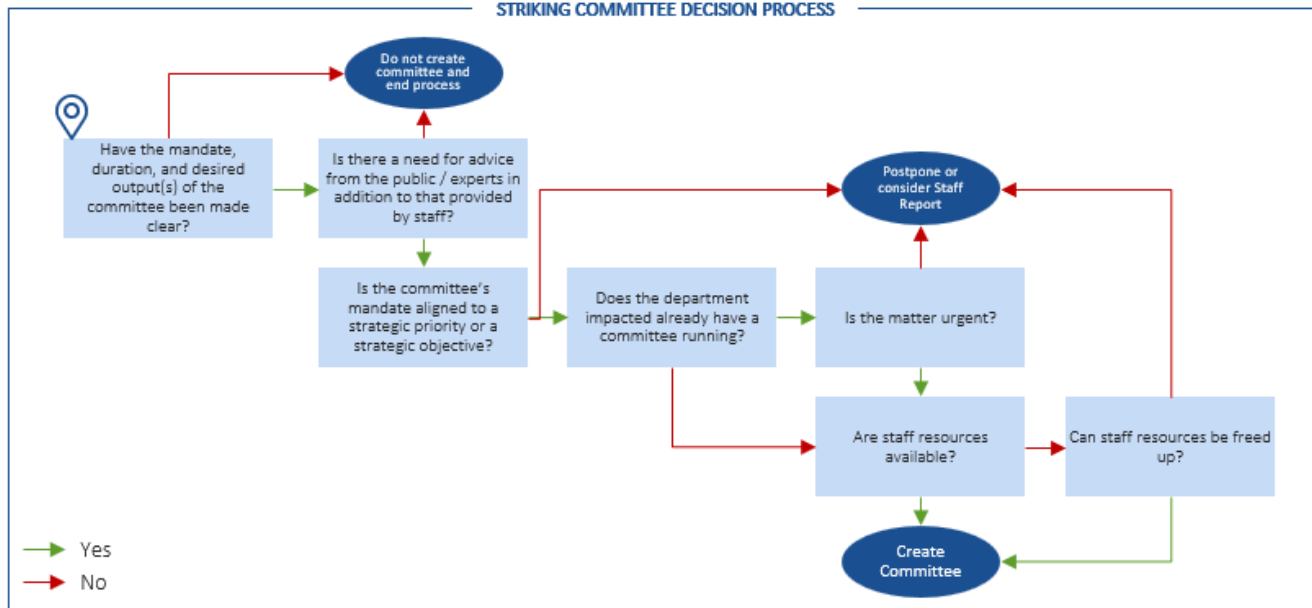 STRIKING COMMITTEE DECISION PROCESS
Do not create
committee and
end process
Have the mandate,
duration, and desired
output(s) of the
committee been made
clear?
Is there a need for advice
from the public / experts in
addition to that provided
by staff?
Postpone or
consider Staff
Report
Is the committee's
mandate aligned to a
strategic priority or a
strategic objective?
Does the department
impacted already have a
committee running?
Is the matter urgent?
Are staff resources
available?
Can staff resources be freed
up?
Create
Committee
Yes
No